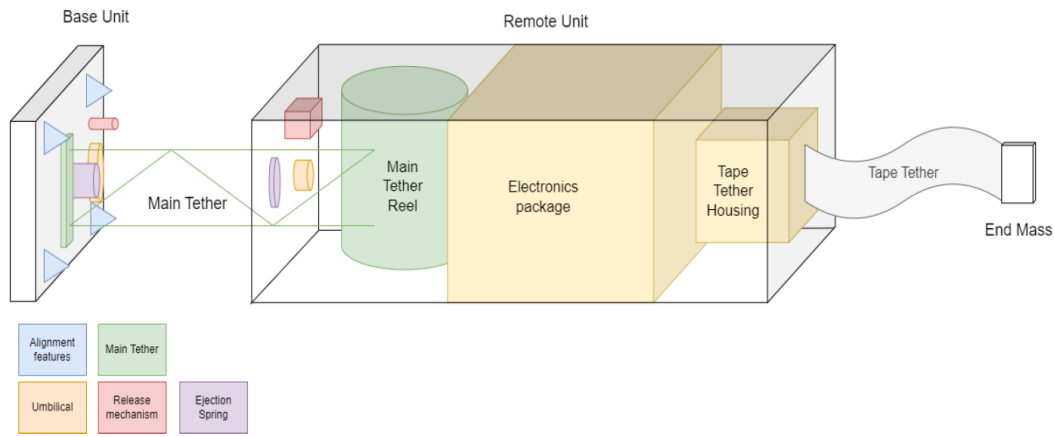 Base Unit
Remote Unit
Main Tether
Main
Tether
Reel
Electronics
package
Tape
Tether
Housing
Tape Tether
End Mass
Alignment
features
Main Tether
Umbilical
Release
mechanism
Ejection
Spring